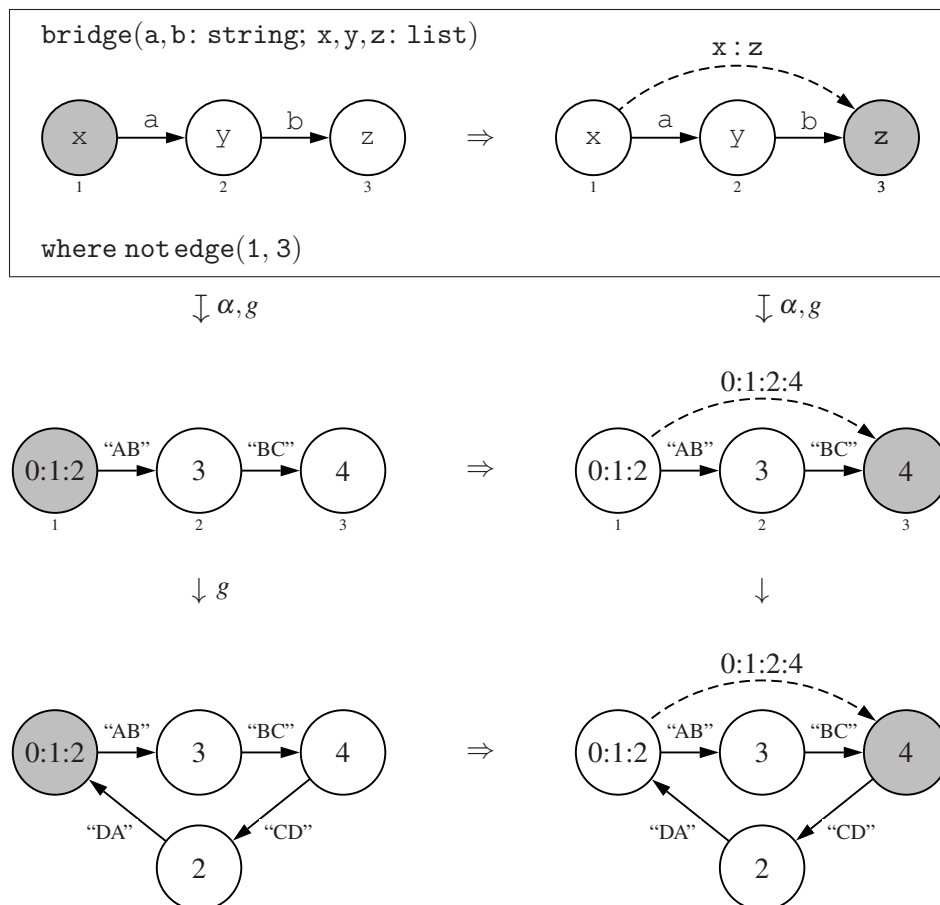 bridge(a,b: string; x,y,z: list)
x:z
x a y b z ⇒ x a y b z
1 2 3 1 2 3
where not edge(1, 3)
↧ α, g ↧ α, g
0:1:2:4
0:1:2 “AB” 3 “BC” 4 ⇒ 0:1:2 “AB” 3 “BC” 4
1 2 3 1 2 3
↓ g ↓
0:1:2:4
0:1:2 “AB” 3 “BC” 4 ⇒ 0:1:2 “AB” 3 “BC” 4
“DA” “CD” “DA” “CD”
2 2